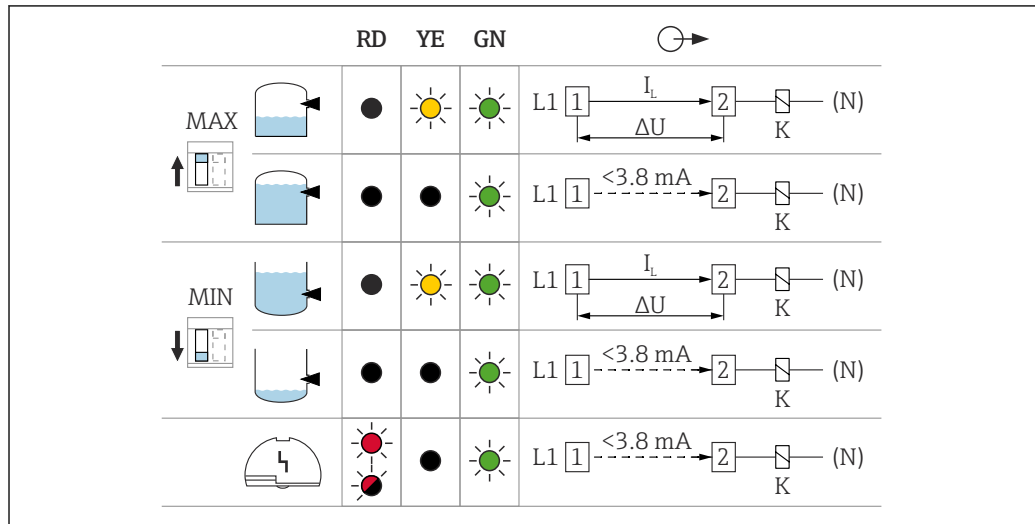 RD YE GN
MAX
L1 1 I_L 2 (N)
ΔU K
L1 1 <3.8 mA 2 (N)
K
MIN
L1 1 I_L 2 (N)
ΔU K
L1 1 <3.8 mA 2 (N)
K
L1 1 <3.8 mA 2 (N)
K